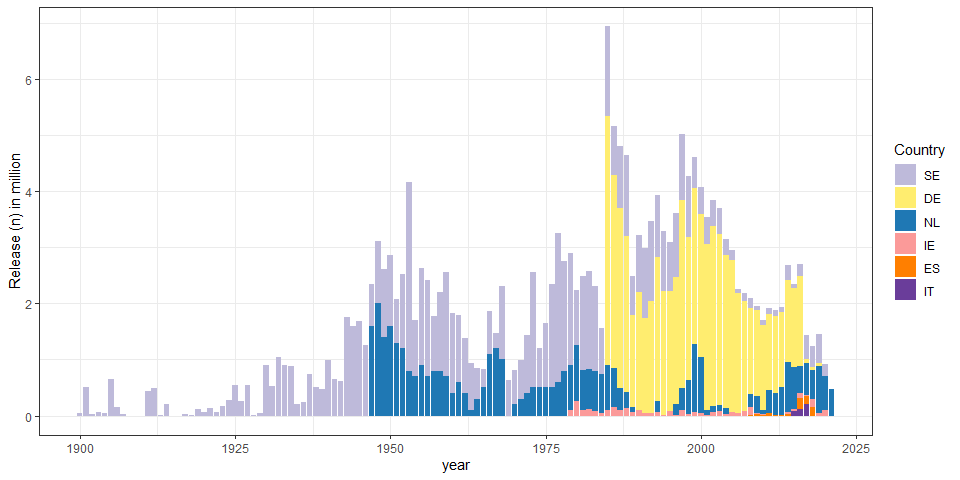 Release (n) in million
6
4
2
0
1900
1925
1950
1975
2000
2025
year
Country
SE
DE
NL
IE
ES
IT